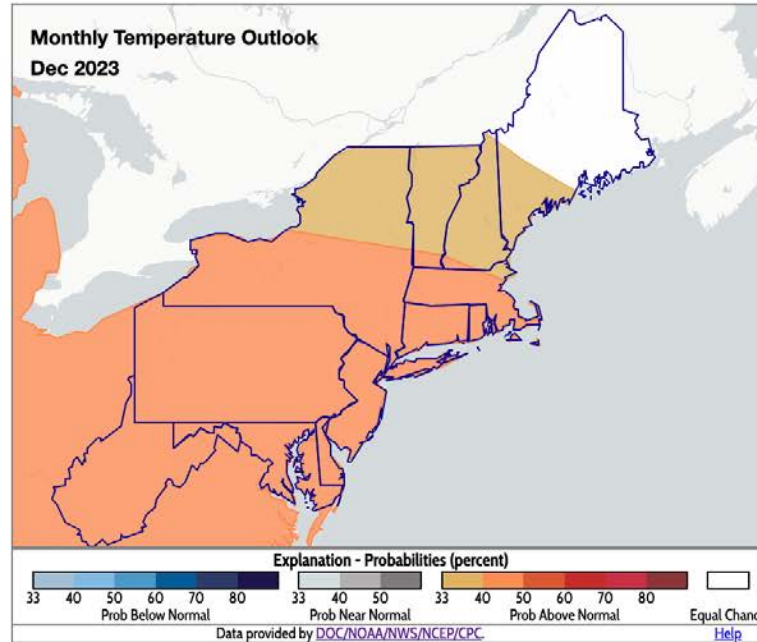 Monthly Temperature Outlook
Dec 2023
Explanation - Probabilities (percent)
33 40 50 60 70 80 33 40 50 33 40 50 60 70 80
Prob Below Normal Prob Near Normal Prob Above Normal Equal Chanc
Data provided by DOC/NOAA/NWS/NCEP/CPC. Help